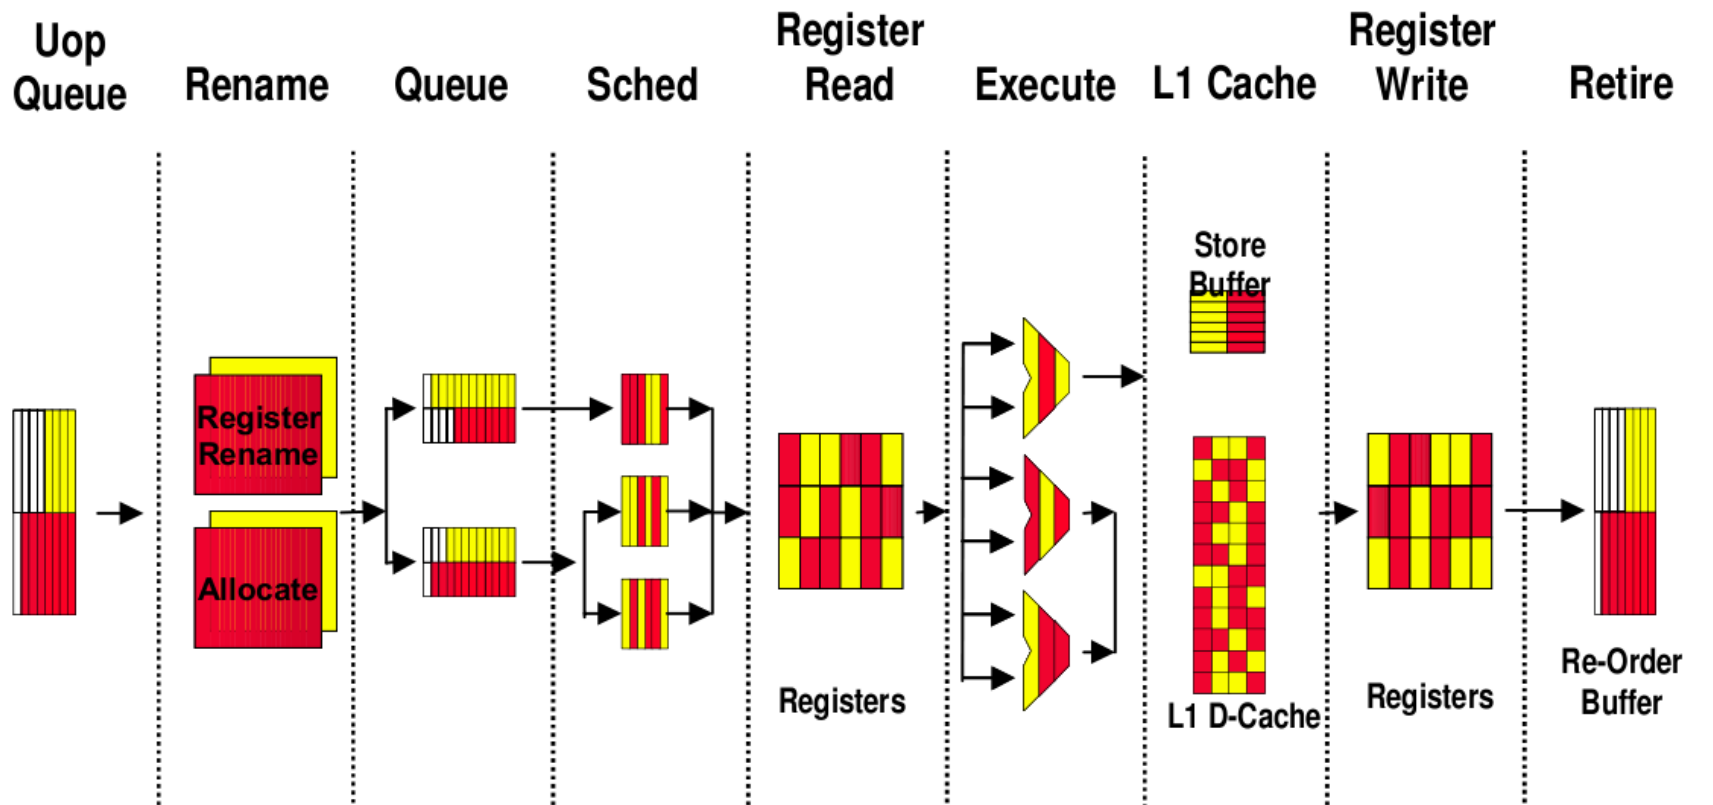 Uop
Queue
Rename
Queue
Sched
Register
Read
Execute
L1 Cache
Register
Write
Retire
Register
Rename
Allocate
Registers
Store
Buffer
L1 D-Cache
Registers
Re-Order
Buffer